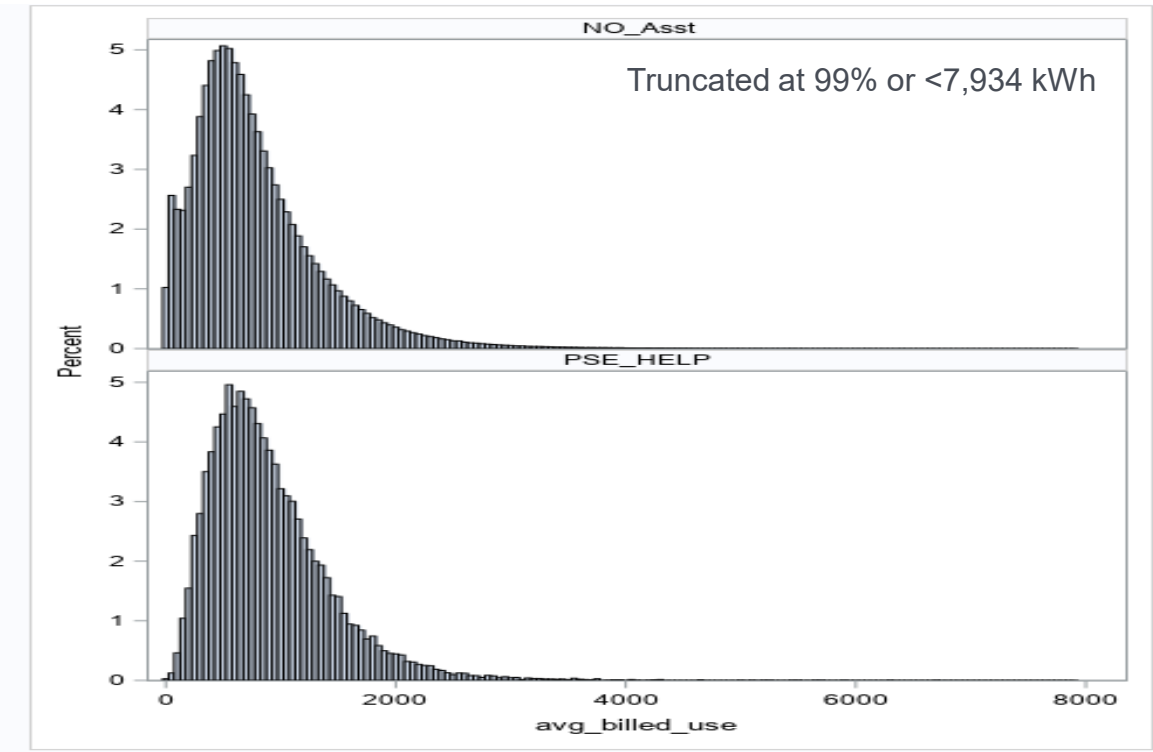 NO_Asst
Truncated at 99% or <7,934 kWh
5
4
3
2
1
0
Percent
PSE_HELP
5
4
3
2
1
0
0 2000 4000 6000 8000
avg_billed_use